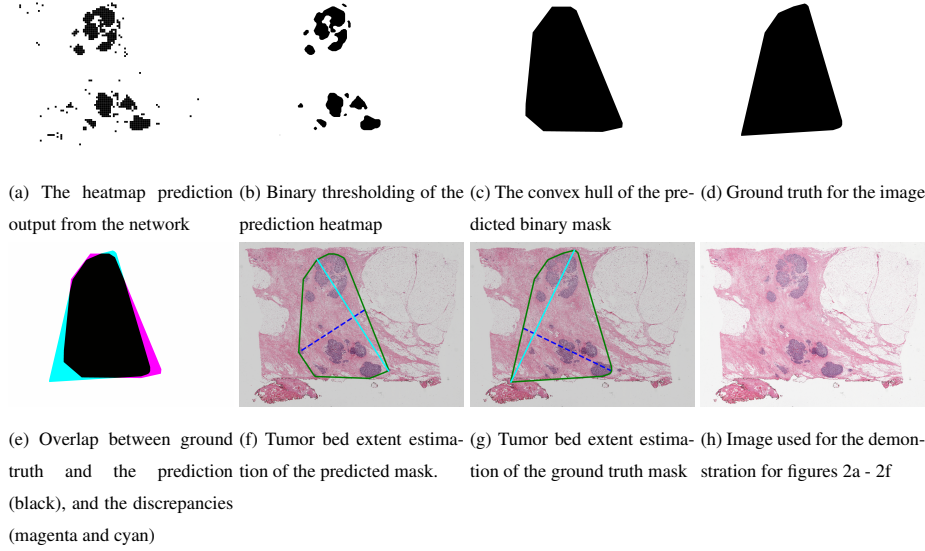 (a) The heatmap prediction output from the network
(b) Binary thresholding of the prediction heatmap
(c) The convex hull of the pre-
dicted binary mask
(d) Ground truth for the image
(e) Overlap between ground
truth and the prediction
(black), and the discrepancies
(magenta and cyan)
(f) Tumor bed extent estima-
tion of the predicted mask.
(g) Tumor bed extent estima-
tion of the ground truth mask
(h) Image used for the demon-
stration for figures 2a - 2f